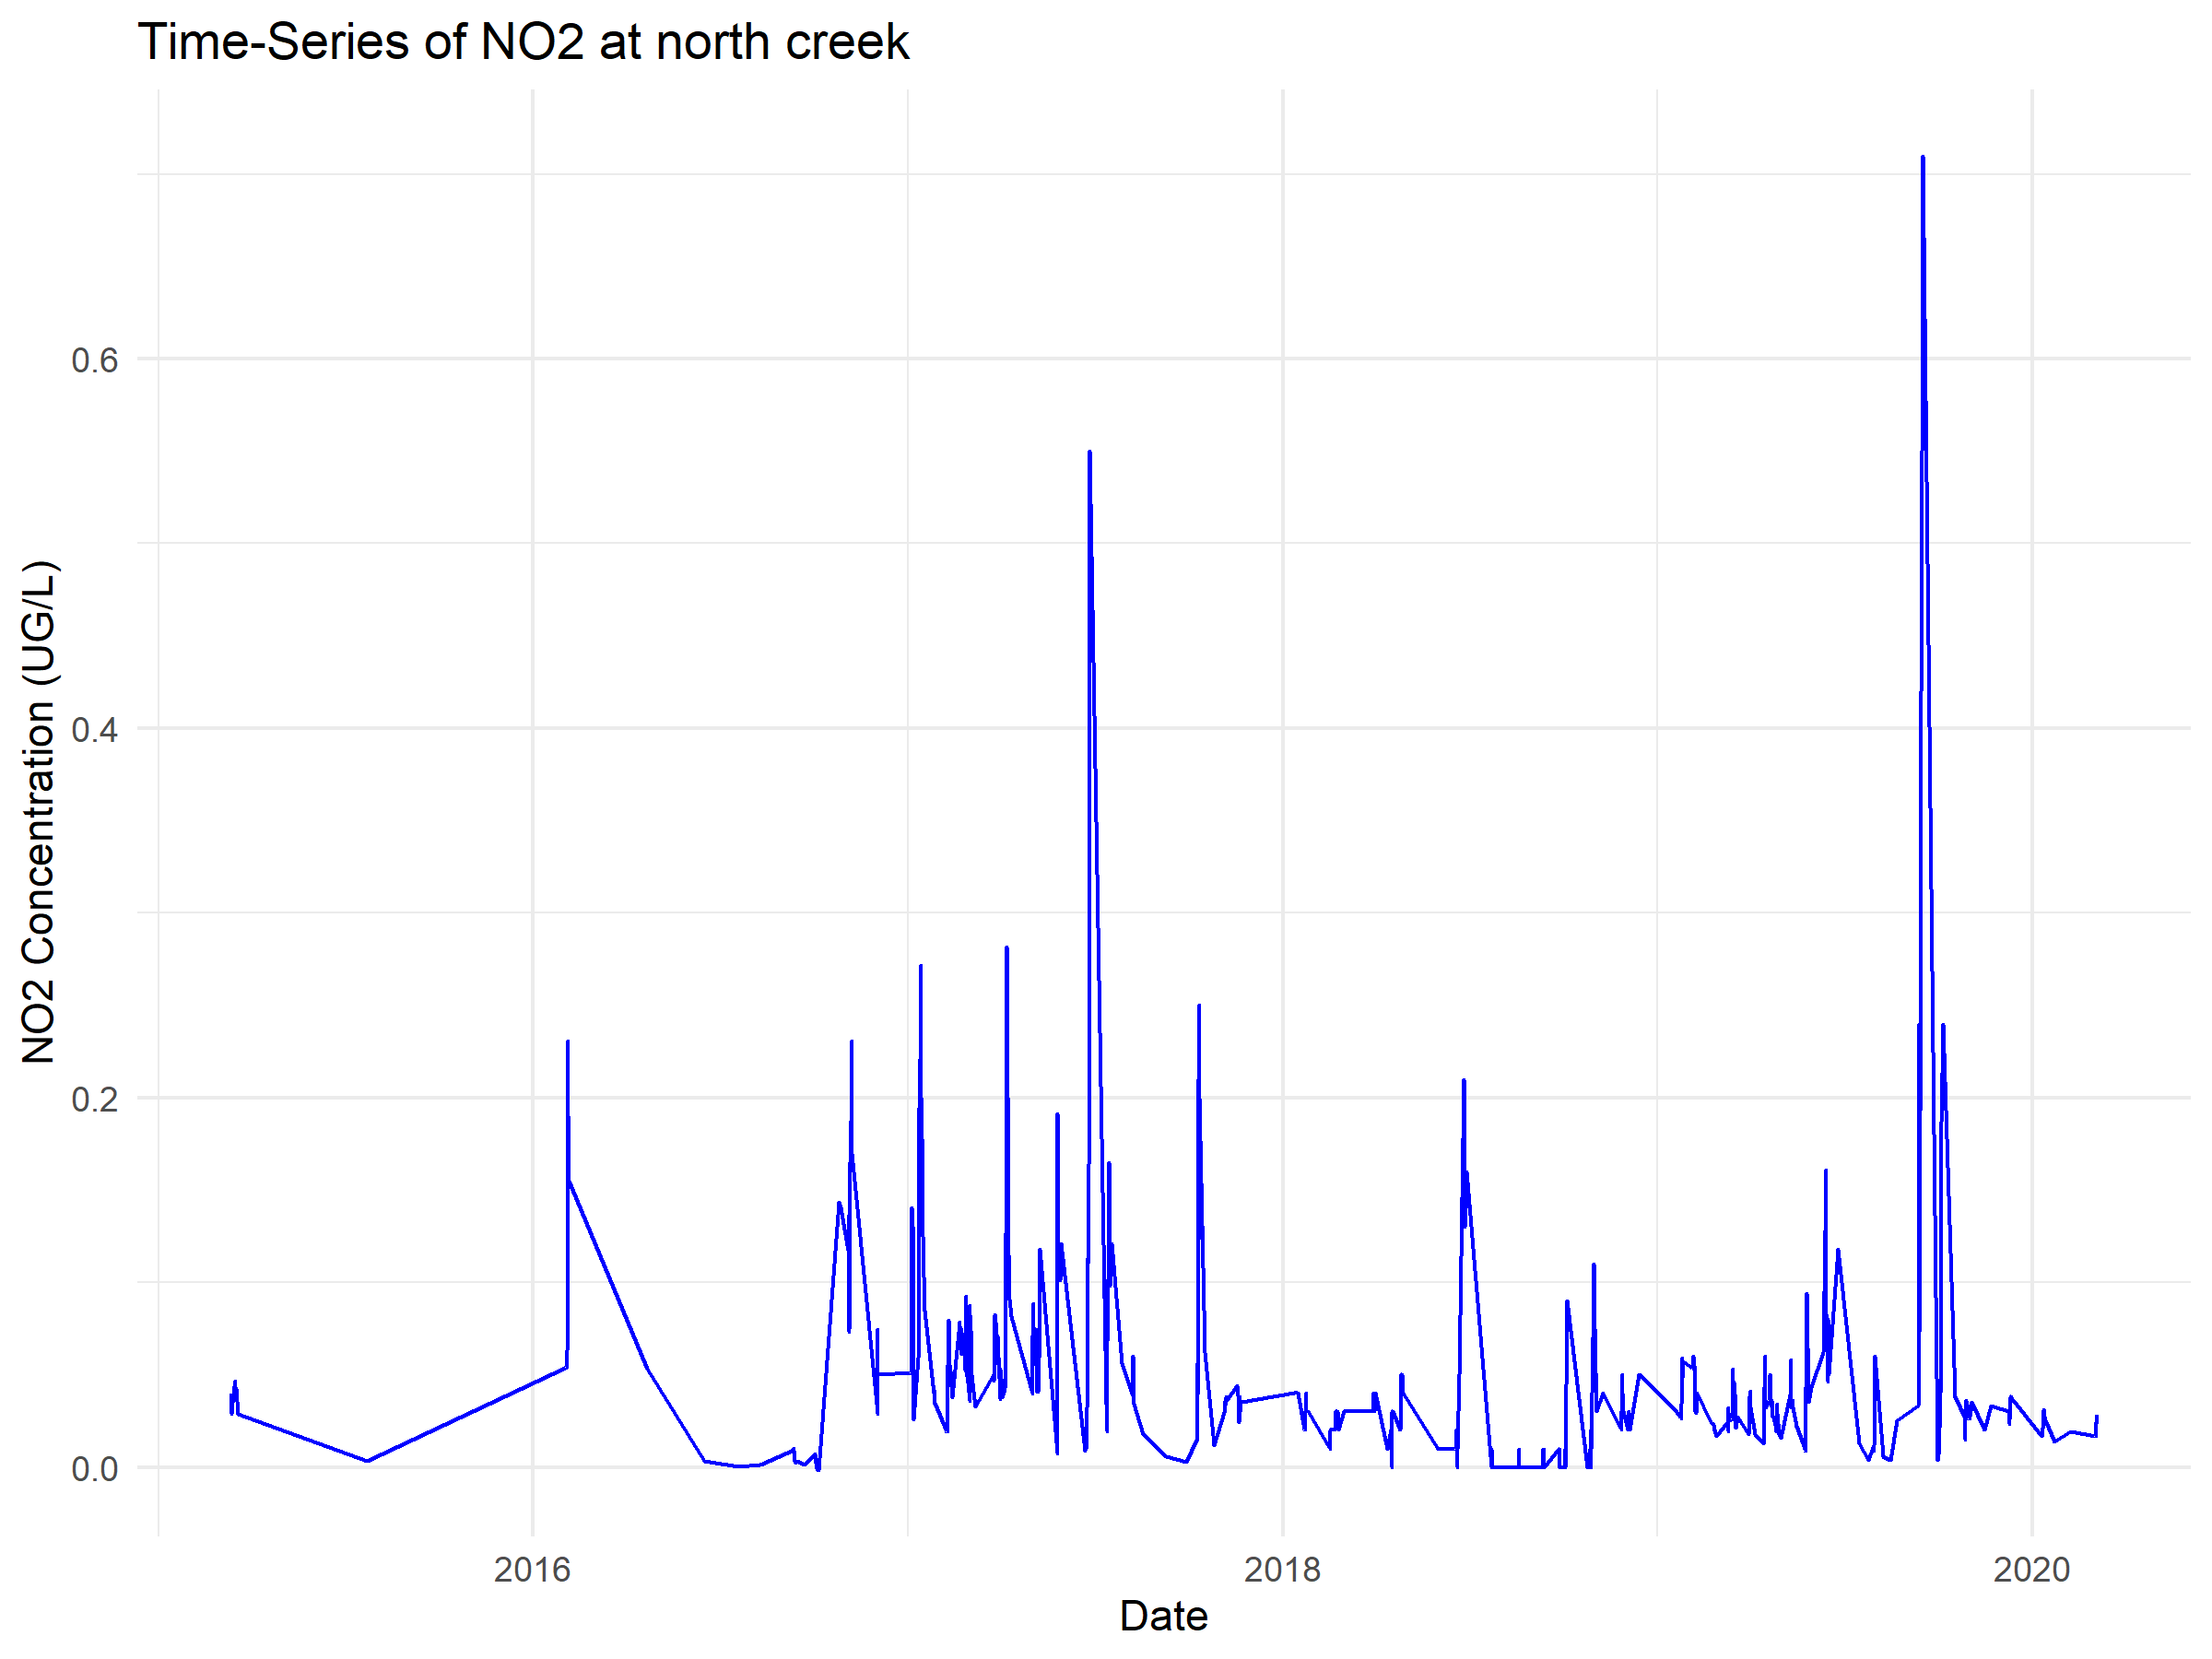 Time-Series of NO2 at north creek
NO2 Concentration (UG/L)
0.6
0.4
0.2
0.0
2016
2018
2020
Date